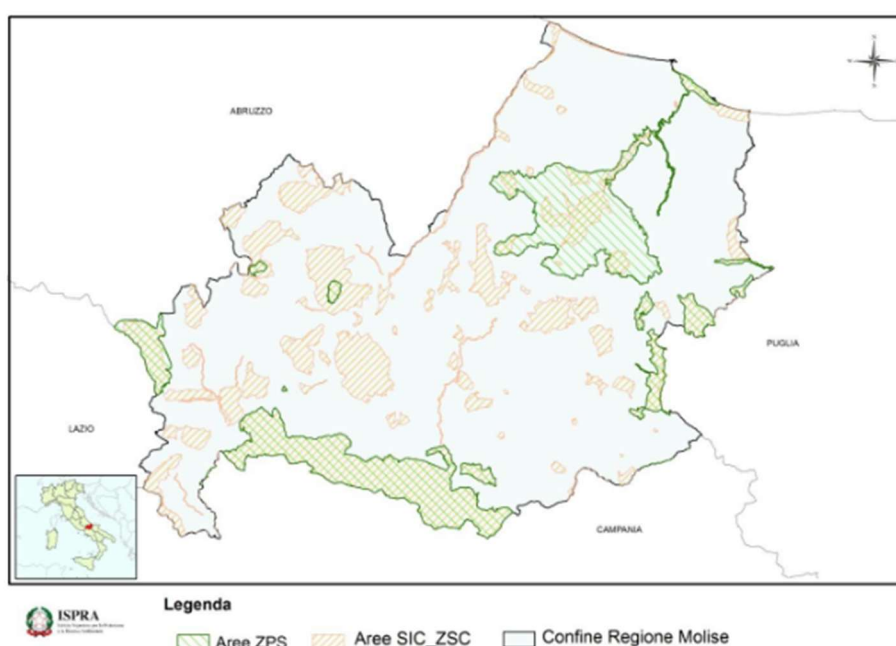 ABRUZZO
PUGLIA
LAZIO
CAMPANIA
ISPRA
Legenda
Aree ZPS
Aree SIC_ZSC
Confine Regione Molise